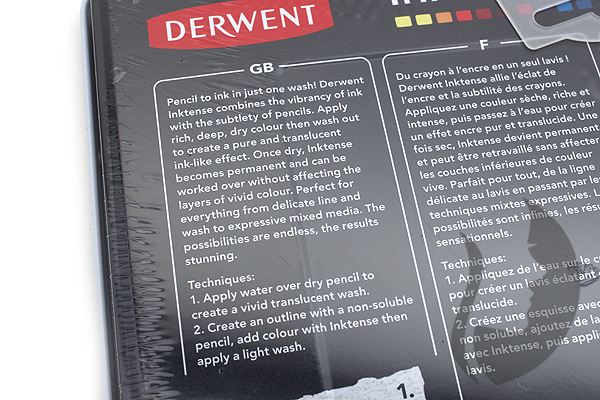 DERWENT
GB
Pencil to ink in just one wash! Derwent
Inktense combines the vibrancy of ink
with the subtlety of pencils. Apply
rich, deep, dry colour then wash out
to create a pure and translucent
ink-like effect. Once dry, Inktense
becomes permanent and can be
worked over without affecting the
layers of vivid colour. Perfect for
everything from delicate line and
wash to expressive mixed media. The
possibilities are endless, the results
stunning.
Techniques:
1. Apply water over dry pencil to
create a vivid translucent wash.
2. Create an outline with a non-soluble
pencil, add colour with Inktense then
apply a light wash.
F
Du crayon à l'encre en un seul lavis !
Derwent Inktense allie l'éclat de
l'encre et la subtilité des crayons.
Appliquez une couleur sèche, riche et
intense, puis passez à l'eau pour créer
un effet encre pur et translucide. Une
fois sec, Inktense devient permanent
et peut être retravaillé sans affecter
les couches inférieures de couleur
vive. Parfait pour tout, de la ligne
délicate au lavis en passant par les
techniques mixtes expressives. L
possibilités sont infinies, les résu
sensationnels.
Techniques:
1. Appliquez de l'eau sur le c
pour créer un lavis éclatant
translucide.
2. Créez une esquisse avec
non soluble, ajoutez de la
avec Inktense, puis appli
lavis.
1.